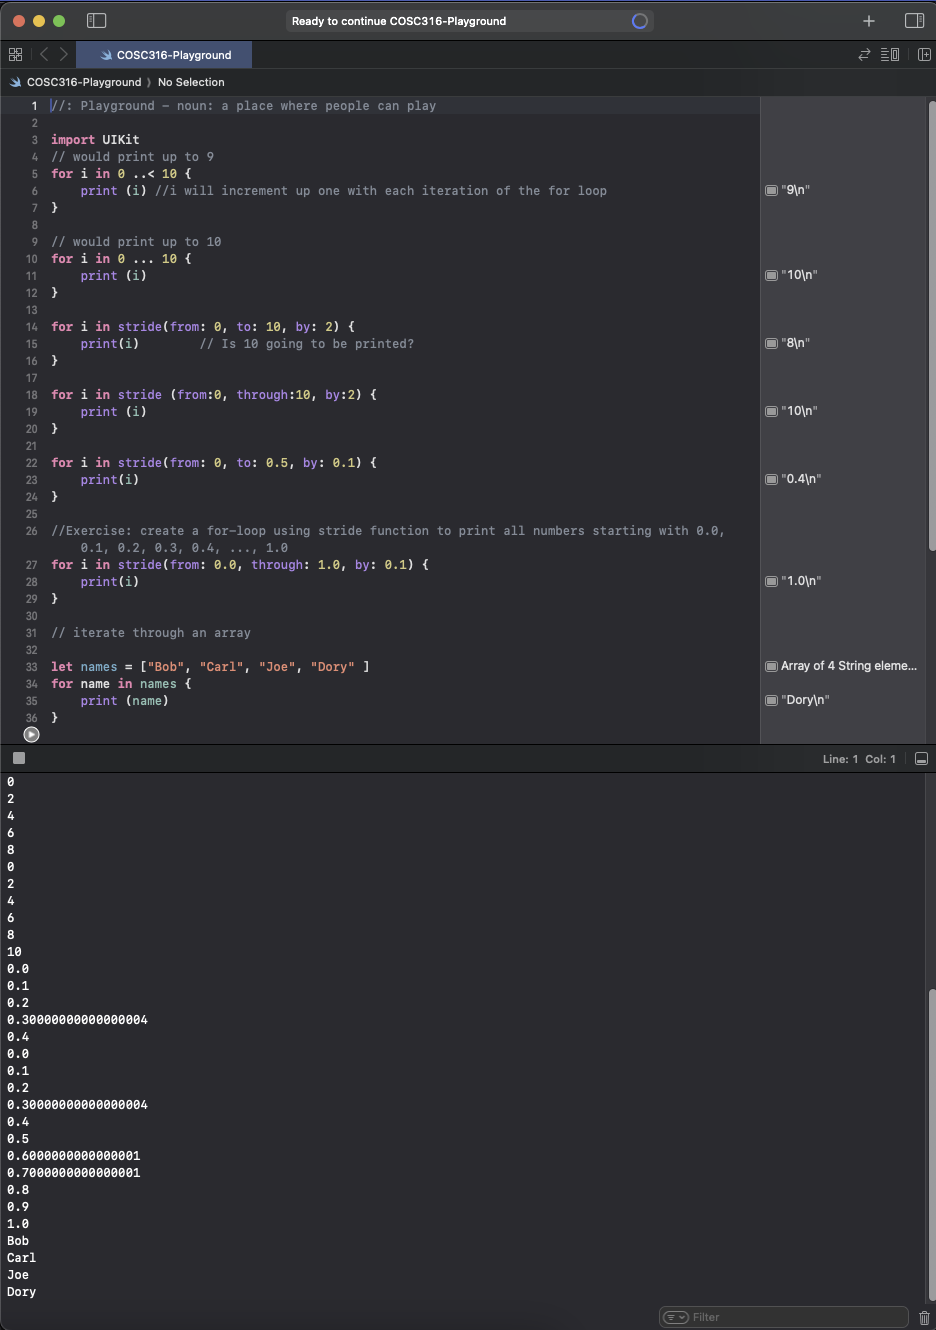 Ready to continue COSC316-Playground
COSC316-Playground
COSC316-Playground ⟩ No Selection
1 //: Playground – noun: a place where people can play
2
3 import UIKit
4 // would print up to 9
5 for i in 0 ..< 10 {
6     print (i) //i will increment up one with each iteration of the for loop "9\n"
7 }
8
9 // would print up to 10
10 for i in 0 ... 10 {
11     print (i) "10\n"
12 }
13
14 for i in stride(from: 0, to: 10, by: 2) {
15     print(i)        // Is 10 going to be printed? "8\n"
16 }
17
18 for i in stride (from:0, through:10, by:2) {
19     print (i) "10\n"
20 }
21
22 for i in stride(from: 0, to: 0.5, by: 0.1) {
23     print(i) "0.4\n"
24 }
25
26 //Exercise: create a for-loop using stride function to print all numbers starting with 0.0,
0.1, 0.2, 0.3, 0.4, ..., 1.0
27 for i in stride(from: 0.0, through: 1.0, by: 0.1) {
28     print(i) "1.0\n"
29 }
30
31 // iterate through an array
32
33 let names = ["Bob", "Carl", "Joe", "Dory" ] Array of 4 String eleme...
34 for name in names {
35     print (name) "Dory\n"
36 }
Line: 1 Col: 1
0
2
4
6
8
0
2
4
6
8
10
0.0
0.1
0.2
0.30000000000000004
0.4
0.0
0.1
0.2
0.30000000000000004
0.4
0.5
0.6000000000000001
0.7000000000000001
0.8
0.9
1.0
Bob
Carl
Joe
Dory
Filter